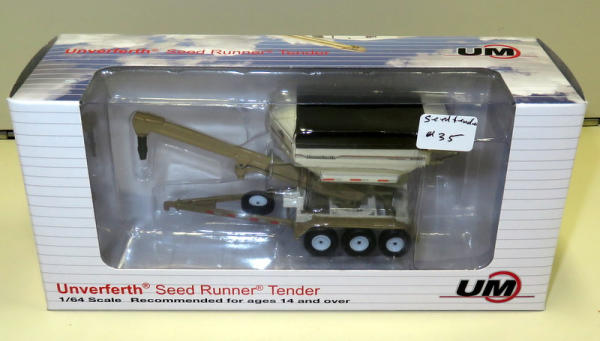 Unverferth® Seed Runner® Tender
UM
Seed tender
#35
UM
Unverferth® Seed Runner® Tender
1/64 Scale Recommended for ages 14 and over
UM